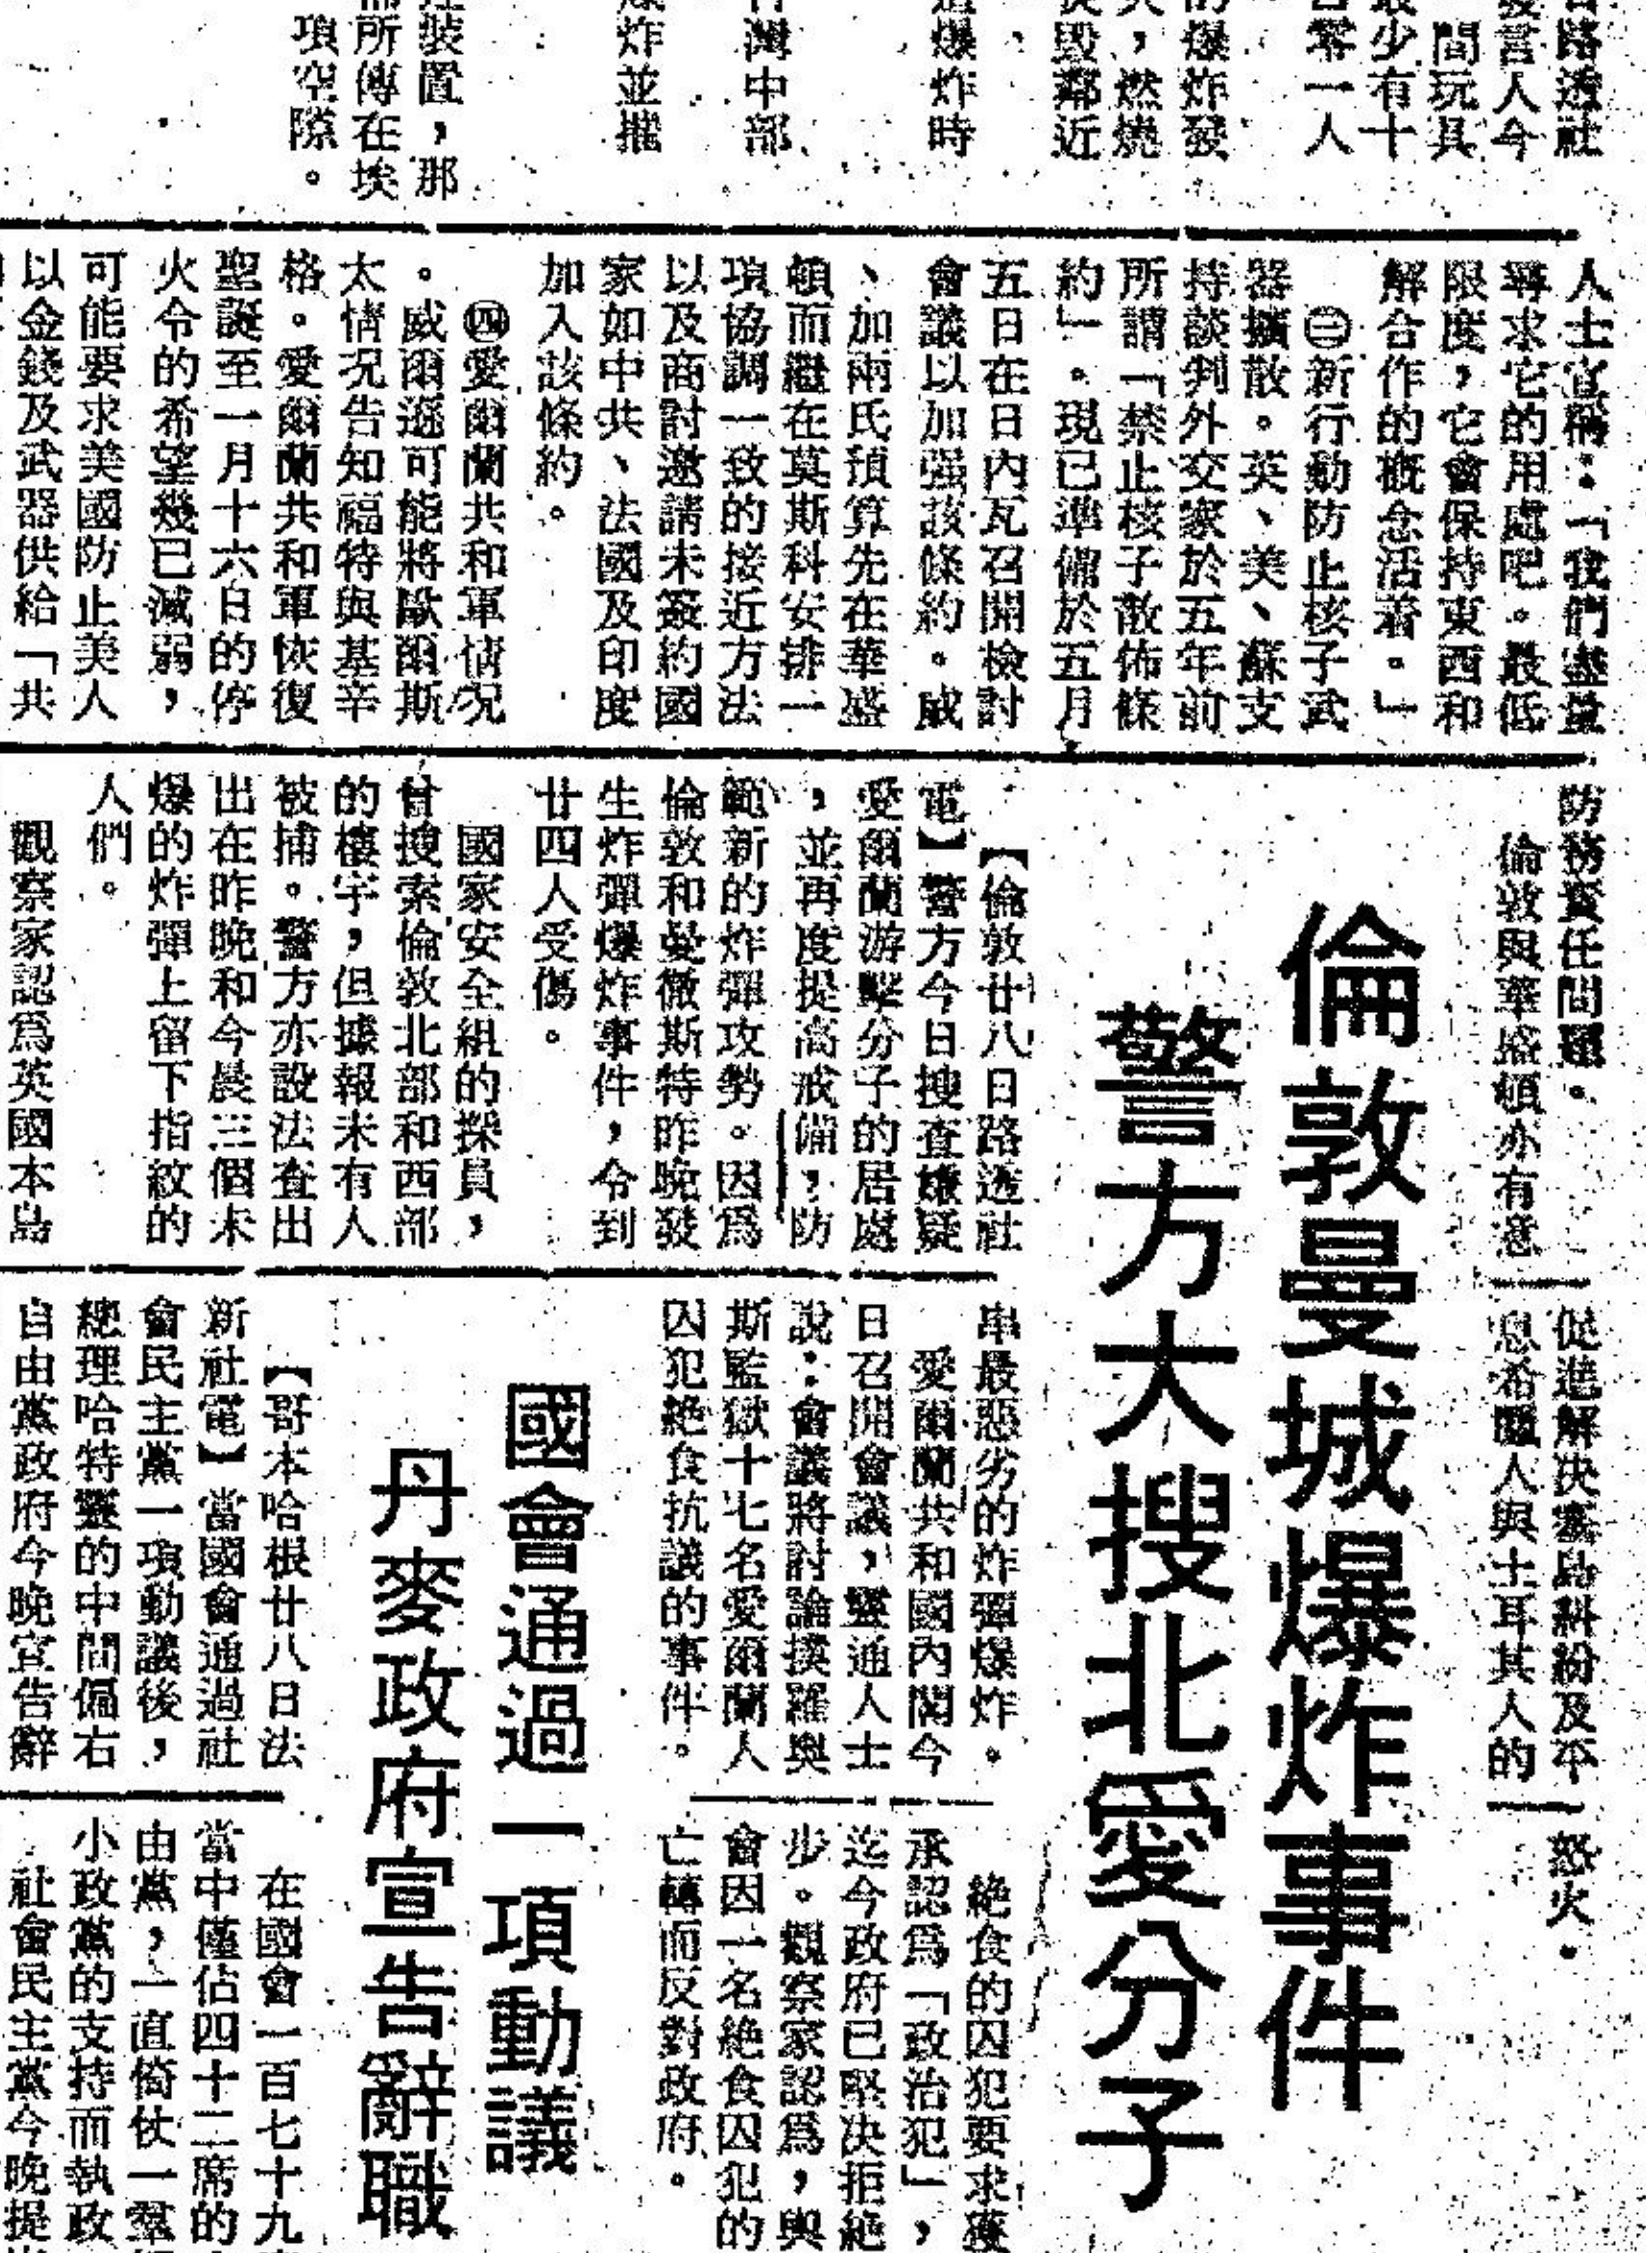 路透社
發言人今
間玩具
最少有十
零一人
的爆炸發
，燃燒
毀鄰近
爆炸時
灣中部
爆炸並摧
裝置，那
所傳在埃
項空隙。
人士宣稱：「我們盡量
尋求它的用處吧。最低
限度，它會保持東西和
解合作的概念活着。」
㊂新行動防止核子武
器擴散。英、美、蘇支
持談判外交家於五年前
所謂「禁止核子散佈條
約」。現已準備於五月
五日在日內瓦召開檢討
會議以加强該條約。威
、加兩氏預算先在華盛
頓而繼在莫斯科安排一
項協調一致的接近方法
以及商討邀請未簽約國
家如中共、法國及印度
加入該條約。
㊃愛爾蘭共和軍情况
。威爾遜可能將歐爾斯
太情况告知福特與基辛
格。愛爾蘭共和軍恢復
聖誕至一月十六日的停
火令的希望幾已減弱，
可能要求美國防止美人
以金錢及武器供給「共
防務責任問題。
倫敦與華盛頓亦有意
促進解决塞島糾紛及平
息希臘人與土耳其人的
怒火。
倫敦曼城爆炸事件
警方大搜北愛分子
【倫敦廿八日路透社
電】警方今日搜查嫌疑
愛爾蘭游擊分子的居處
，並再度提高戒備，防
範新的炸彈攻勢。因爲
倫敦和曼徹斯特昨晚發
生炸彈爆炸事件，令到
廿四人受傷。
國家安全組的探員，
曾搜索倫敦北部和西部
的樓宇，但據報未有人
被捕。警方亦設法查出
出在昨晚和今晨三個未
爆的炸彈上留下指紋的
人們。
觀察家認爲英國本島
串最惡劣的炸彈爆炸。
愛爾蘭共和國內閣今
日召開會議，靈通人士
說：會議將討論撲羅與
斯監獄十七名愛爾蘭人
囚犯絶食抗議的事件。
絶食的囚犯要求獲
承認爲「政治犯」，
迄今政府已堅决拒絶
步。觀察家認爲，與
會因一名絶食囚犯的
亡轉而反對政府。
國會通過一項動議
丹麥政府宣告辭職
【哥本哈根廿八日法
新社電】當國會通過社
會民主黨一項動議後，
總理哈特靈的中間偏右
自由黨政府今晚宣告辭
在國會一百七十九
當中僅佔四十二席的
由黨，一直倚仗一羣
小政黨的支持而執政
社會民主黨今晚提